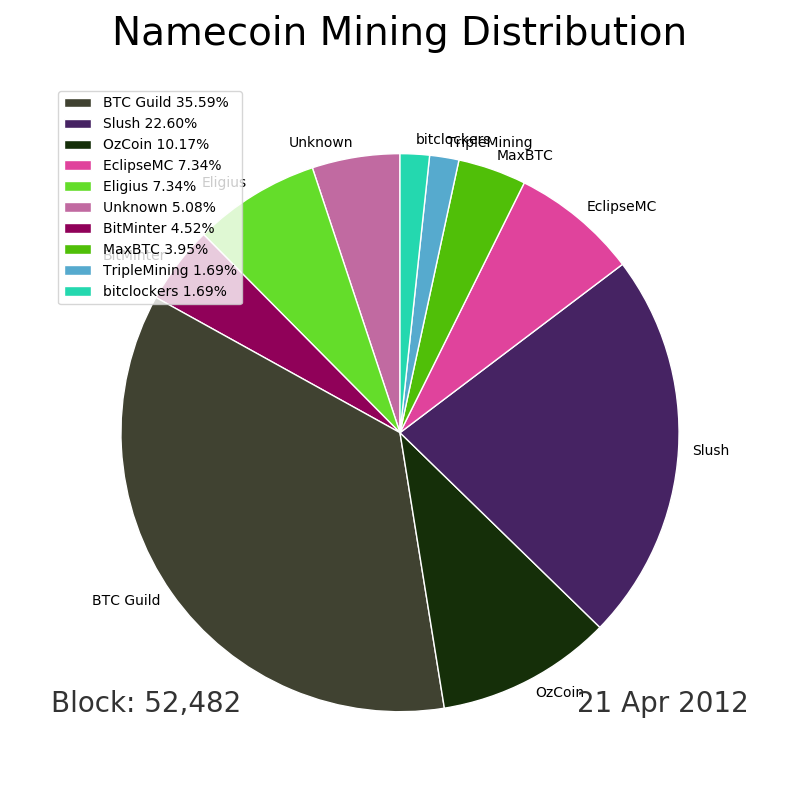 Namecoin Mining Distribution
BTC Guild 35.59%
Slush 22.60%
OzCoin 10.17%
EclipseMC 7.34%
Eligius 7.34%
Unknown 5.08%
BitMinter 4.52%
MaxBTC 3.95%
TripleMining 1.69%
bitclockers 1.69%
Unknown
bitclockers
TripleMining
MaxBTC
Eligius
EclipseMC
BitMinter
Slush
BTC Guild
OzCoin
Block: 52,482
21 Apr 2012